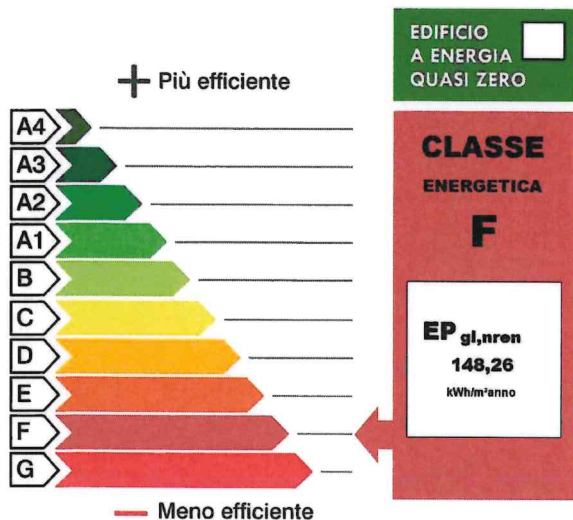 + Più efficiente
A4
A3
A2
A1
B
C
D
E
F
G
— Meno efficiente
EDIFICIO
A ENERGIA
QUASI ZERO
CLASSE
ENERGETICA
F
EP gl,nren
148,26
kWh/m²anno